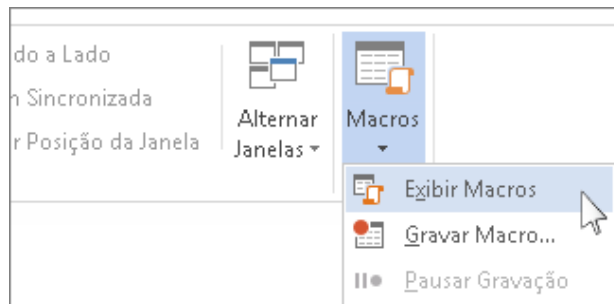 do a Lado
Sincronizada
r Posição da Janela
Alternar
Janelas
Macros
Exibir Macros
Gravar Macro...
Pausar Gravação